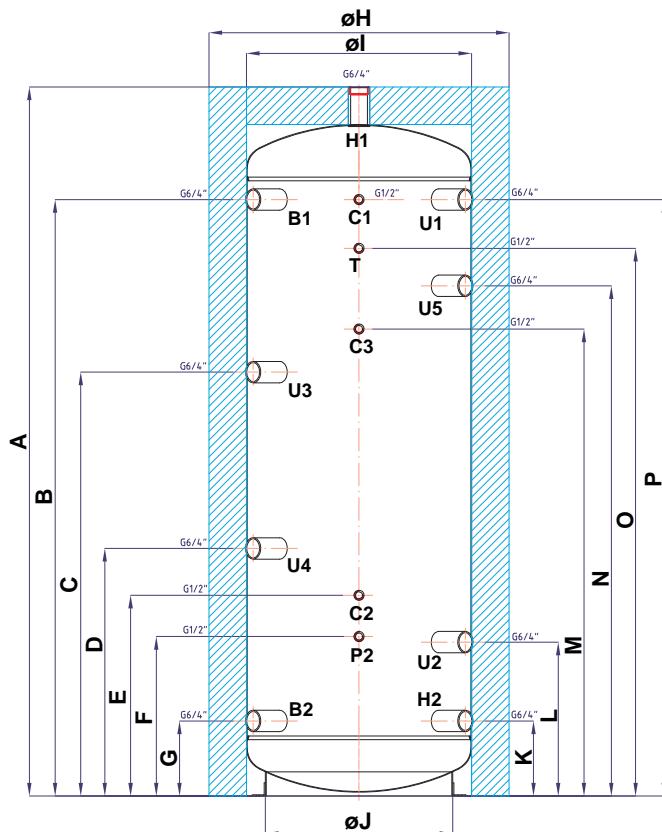 øH
øI
G6/4"
H1
G6/4"
B1
C1
G1/2"
U1
G6/4"
T
G1/2"
U5
G6/4"
C3
G1/2"
G6/4"
U3
G6/4"
U4
G1/2"
C2
G1/2"
P2
U2
G6/4"
G6/4"
B2
H2
G6/4"
A
B
C
D
E
F
G
K
L
M
N
O
P
øJ